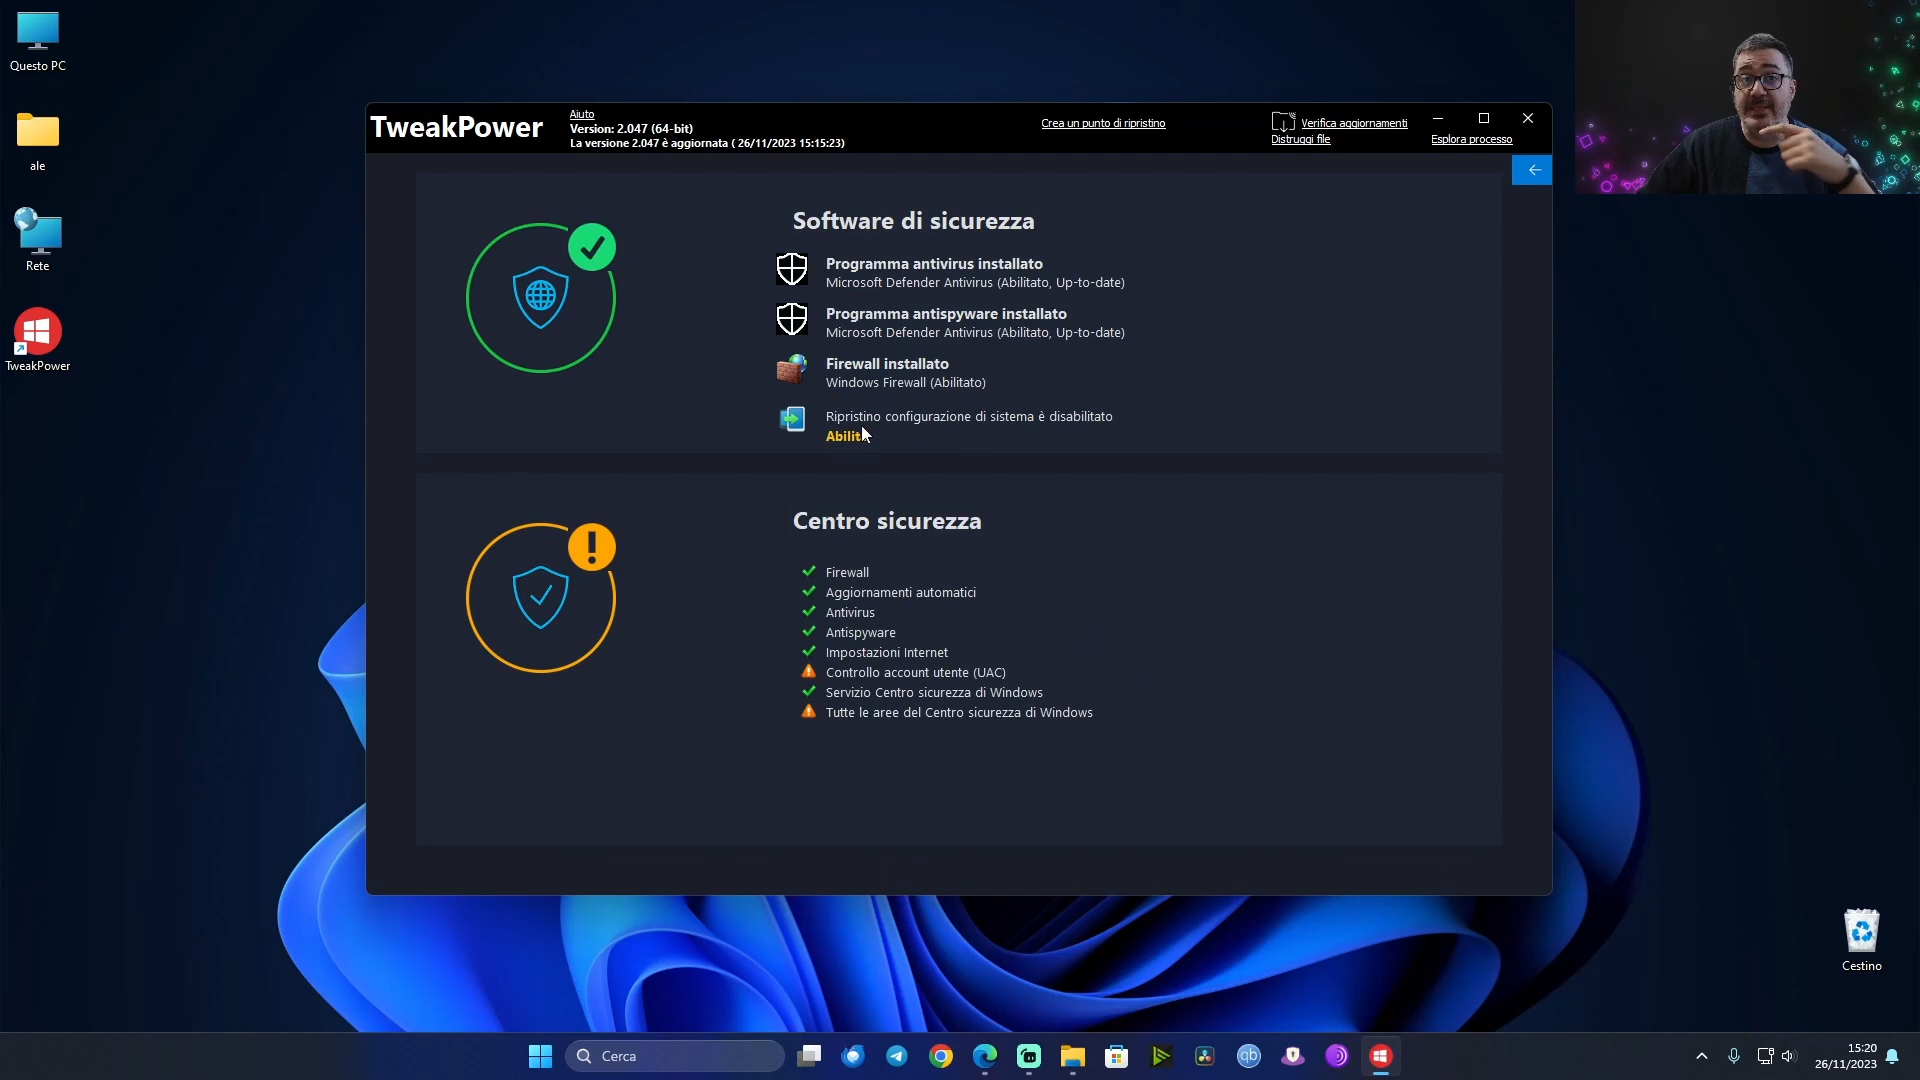 Questo PC
ale
Rete
TweakPower
TweakPower
Aiuto
Version: 2.047 (64-bit)
La versione 2.047 è aggiornata ( 26/11/2023 15:15:23)
Crea un punto di ripristino
Verifica aggiornamenti
Distruggi file
Esplora processo
Software di sicurezza
Programma antivirus installato
Microsoft Defender Antivirus (Abilitato, Up-to-date)
Programma antispyware installato
Microsoft Defender Antivirus (Abilitato, Up-to-date)
Firewall installato
Windows Firewall (Abilitato)
Ripristino configurazione di sistema è disabilitato
Centro sicurezza
Firewall
Aggiornamenti automatici
Antivirus
Antispyware
Impostazioni Internet
Controllo account utente (UAC)
Servizio Centro sicurezza di Windows
Tutte le aree del Centro sicurezza di Windows
Cestino
Cerca
qb
15:20
26/11/2023